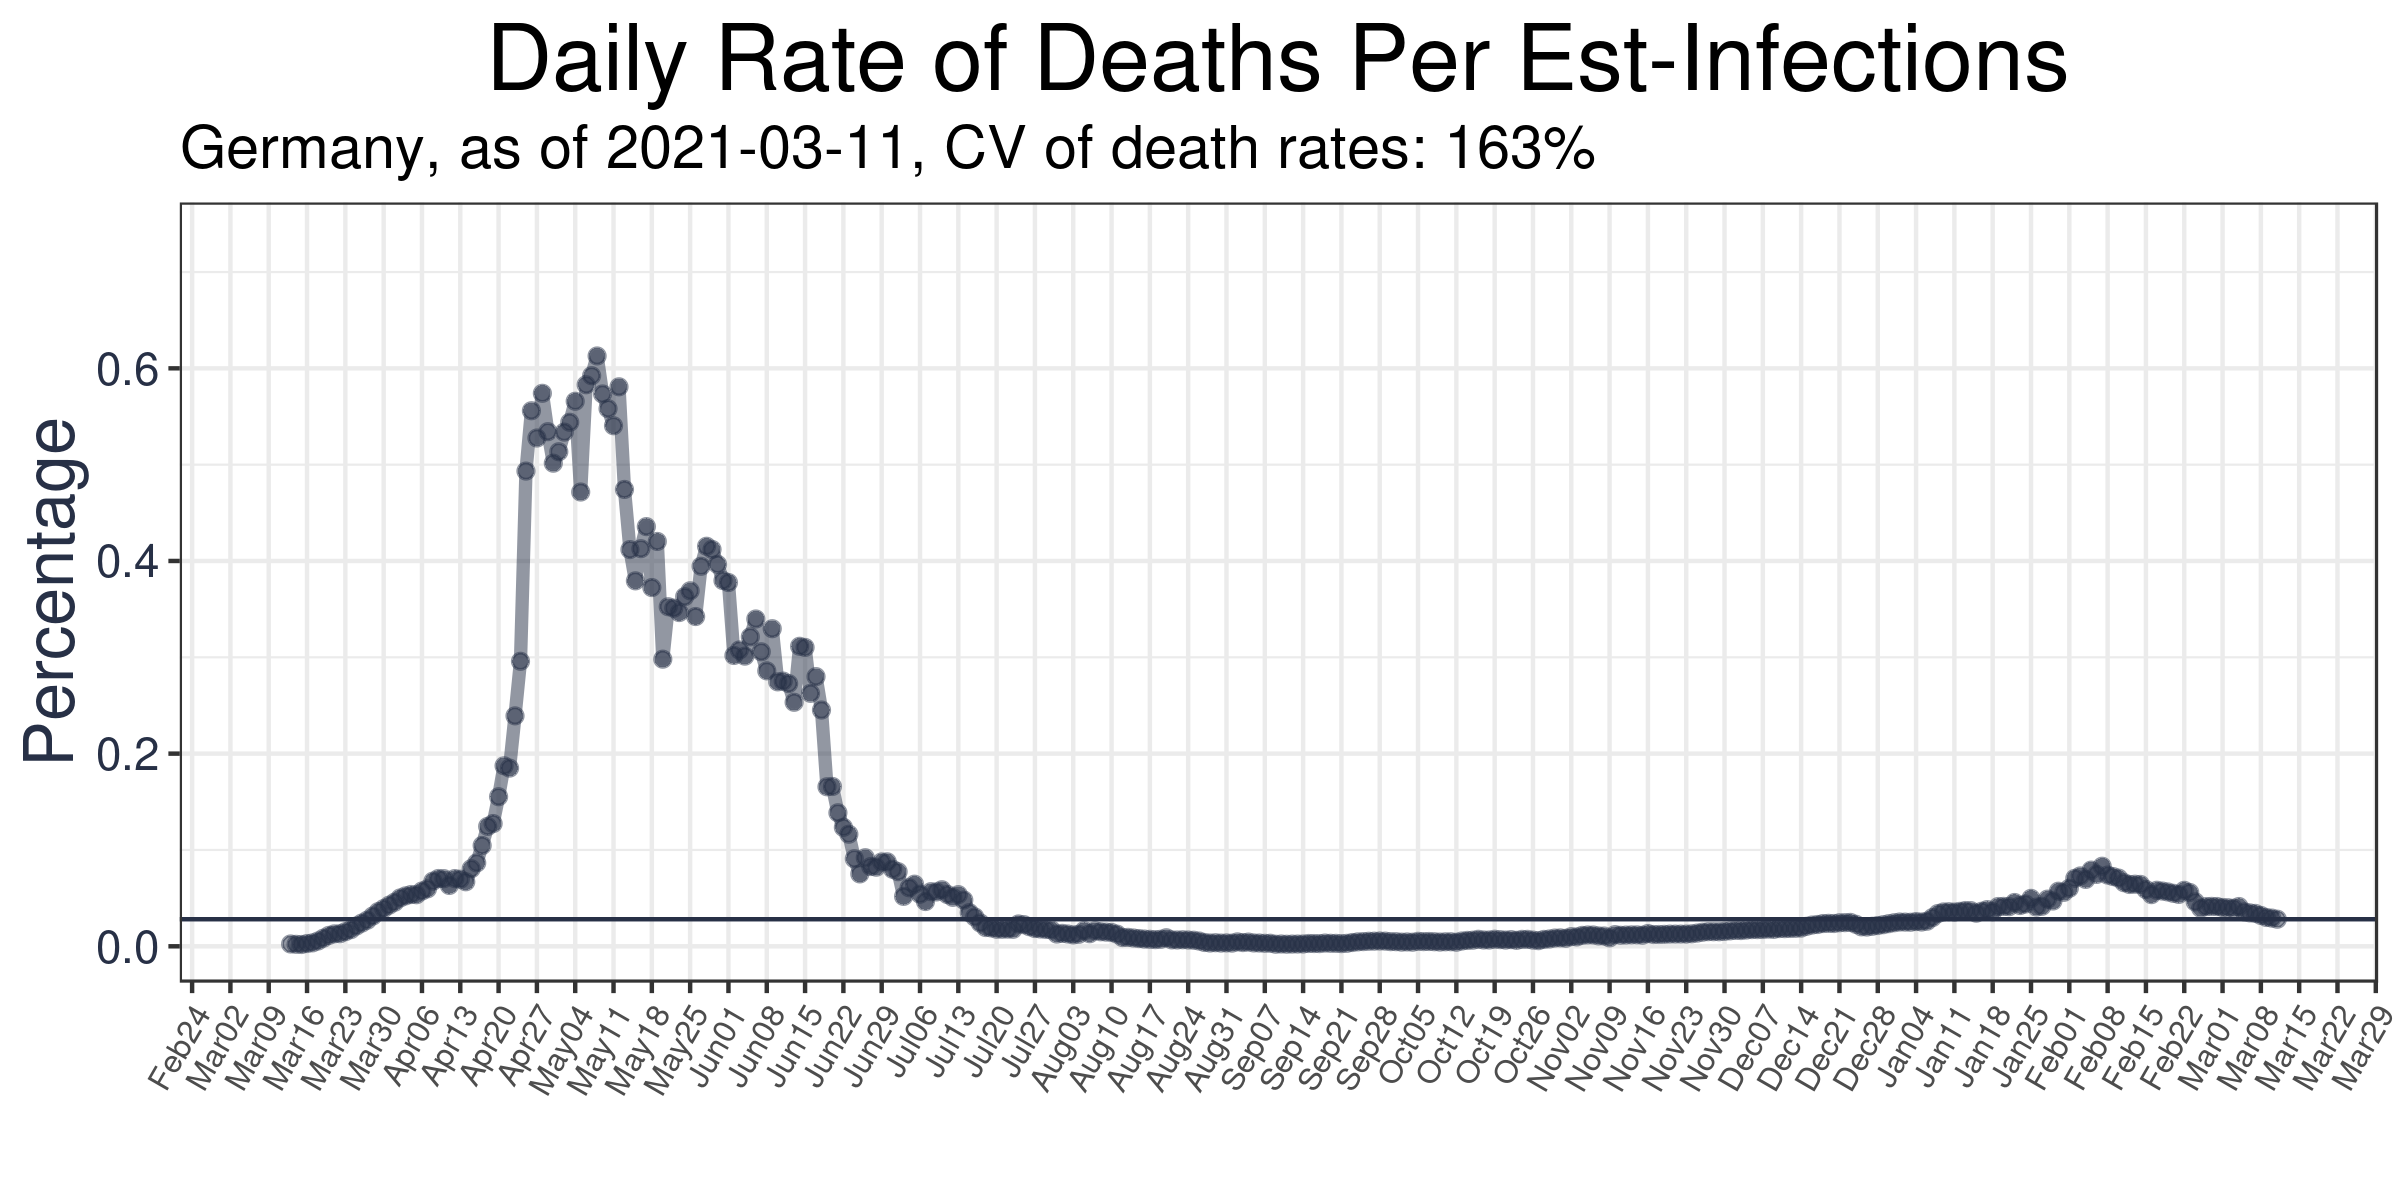 Daily Rate of Deaths Per Est-Infections
Germany, as of 2021-03-11, CV of death rates: 163%
Percentage
0.6
0.4
0.2
0.0
Feb24 Mar02 Mar09 Mar16 Mar23 Mar30 Apr06 Apr13 Apr20 Apr27 May04 May11 May18 May25 Jun01 Jun08 Jun15 Jun22 Jun29 Jul06 Jul13 Jul20 Jul27 Aug03 Aug10 Aug17 Aug24 Aug31 Sep07 Sep14 Sep21 Sep28 Oct05 Oct12 Oct19 Oct26 Nov02 Nov09 Nov16 Nov23 Nov30 Dec07 Dec14 Dec21 Dec28 Jan04 Jan11 Jan18 Jan25 Feb01 Feb08 Feb15 Feb22 Mar01 Mar08 Mar15 Mar22 Mar29